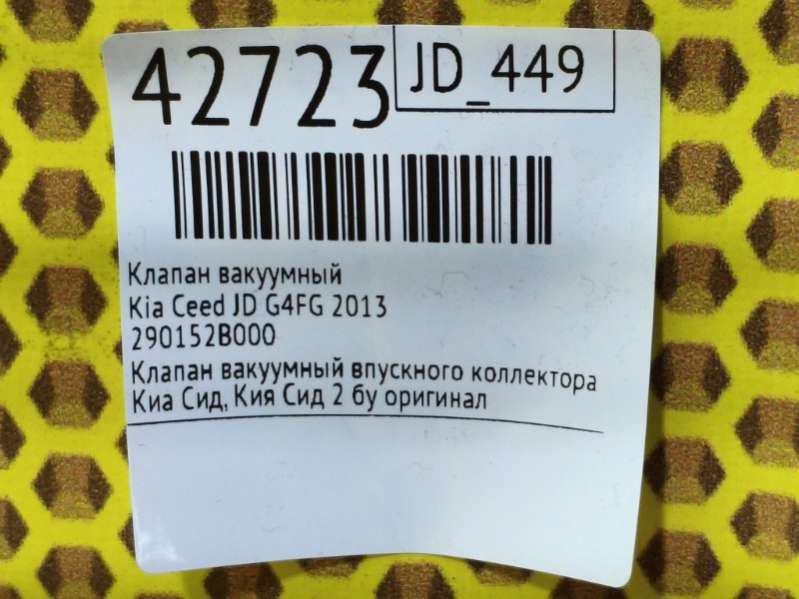 42723
JD_449
Клапан вакуумный
Kia Ceed JD G4FG 2013
290152B000
Клапан вакуумный впускного коллектора
Киа Сид, Кия Сид 2 бу оригинал